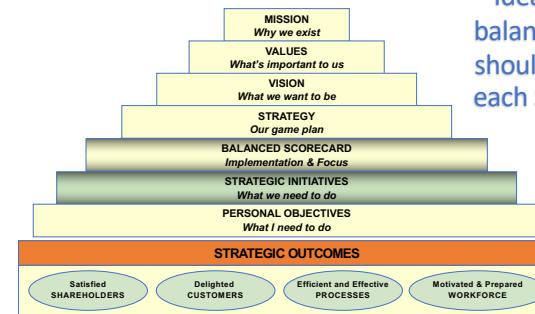 MISSION
Why we exist
VALUES
What's important to us
VISION
What we want to be
STRATEGY
Our game plan
BALANCED SCORECARD
Implementation & Focus
STRATEGIC INITIATIVES
What we need to do
PERSONAL OBJECTIVES
What I need to do
STRATEGIC OUTCOMES
Satisfied
SHAREHOLDERS
Delighted
CUSTOMERS
Efficient and Effective
PROCESSES
Motivated & Prepared
WORKFORCE
each